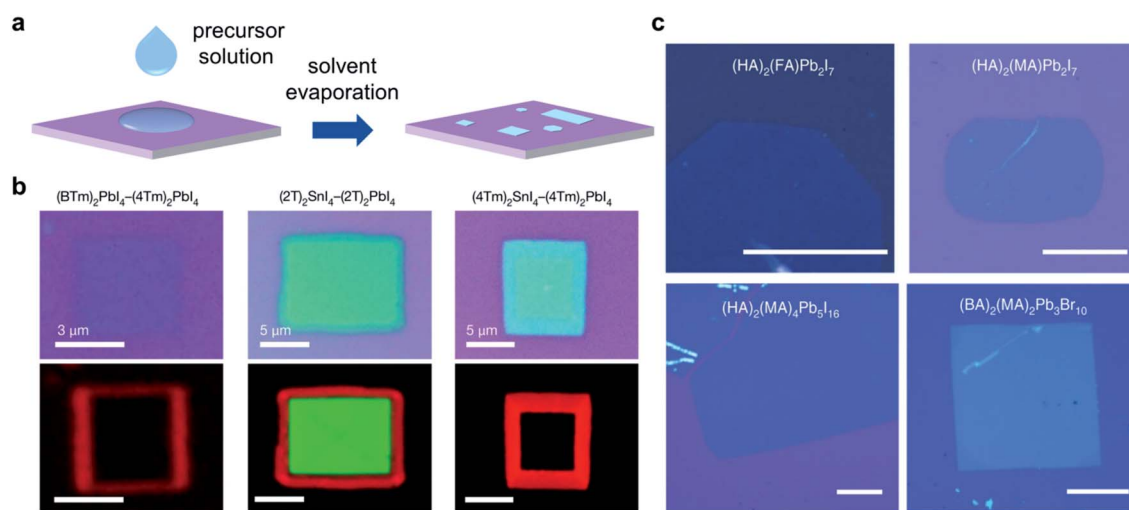 a
precursor
solution
solvent
evaporation
b
(BTm)₂PbI₄–(4Tm)₂PbI₄
(2T)₂SnI₄–(2T)₂PbI₄
(4Tm)₂SnI₄–(4Tm)₂PbI₄
3 µm
5 µm
5 µm
c
(HA)₂(FA)Pb₂I₇
(HA)₂(MA)Pb₂I₇
(HA)₂(MA)₄Pb₅I₁₆
(BA)₂(MA)₂Pb₃Br₁₀